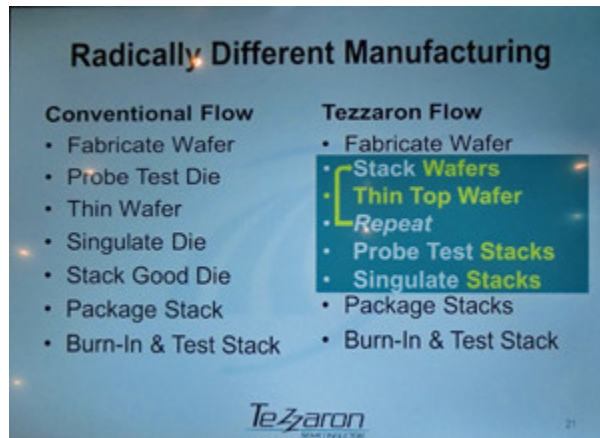 Radically Different Manufacturing
Conventional Flow
• Fabricate Wafer
• Probe Test Die
• Thin Wafer
• Singulate Die
• Stack Good Die
• Package Stack
• Burn-In & Test Stack
Tezzaron Flow
• Fabricate Wafer
• Stack Wafers
• Thin Top Wafer
• Repeat
• Probe Test Stacks
• Singulate Stacks
• Package Stacks
• Burn-In & Test Stack
Tezzaron
SEMICONDUCTOR
21